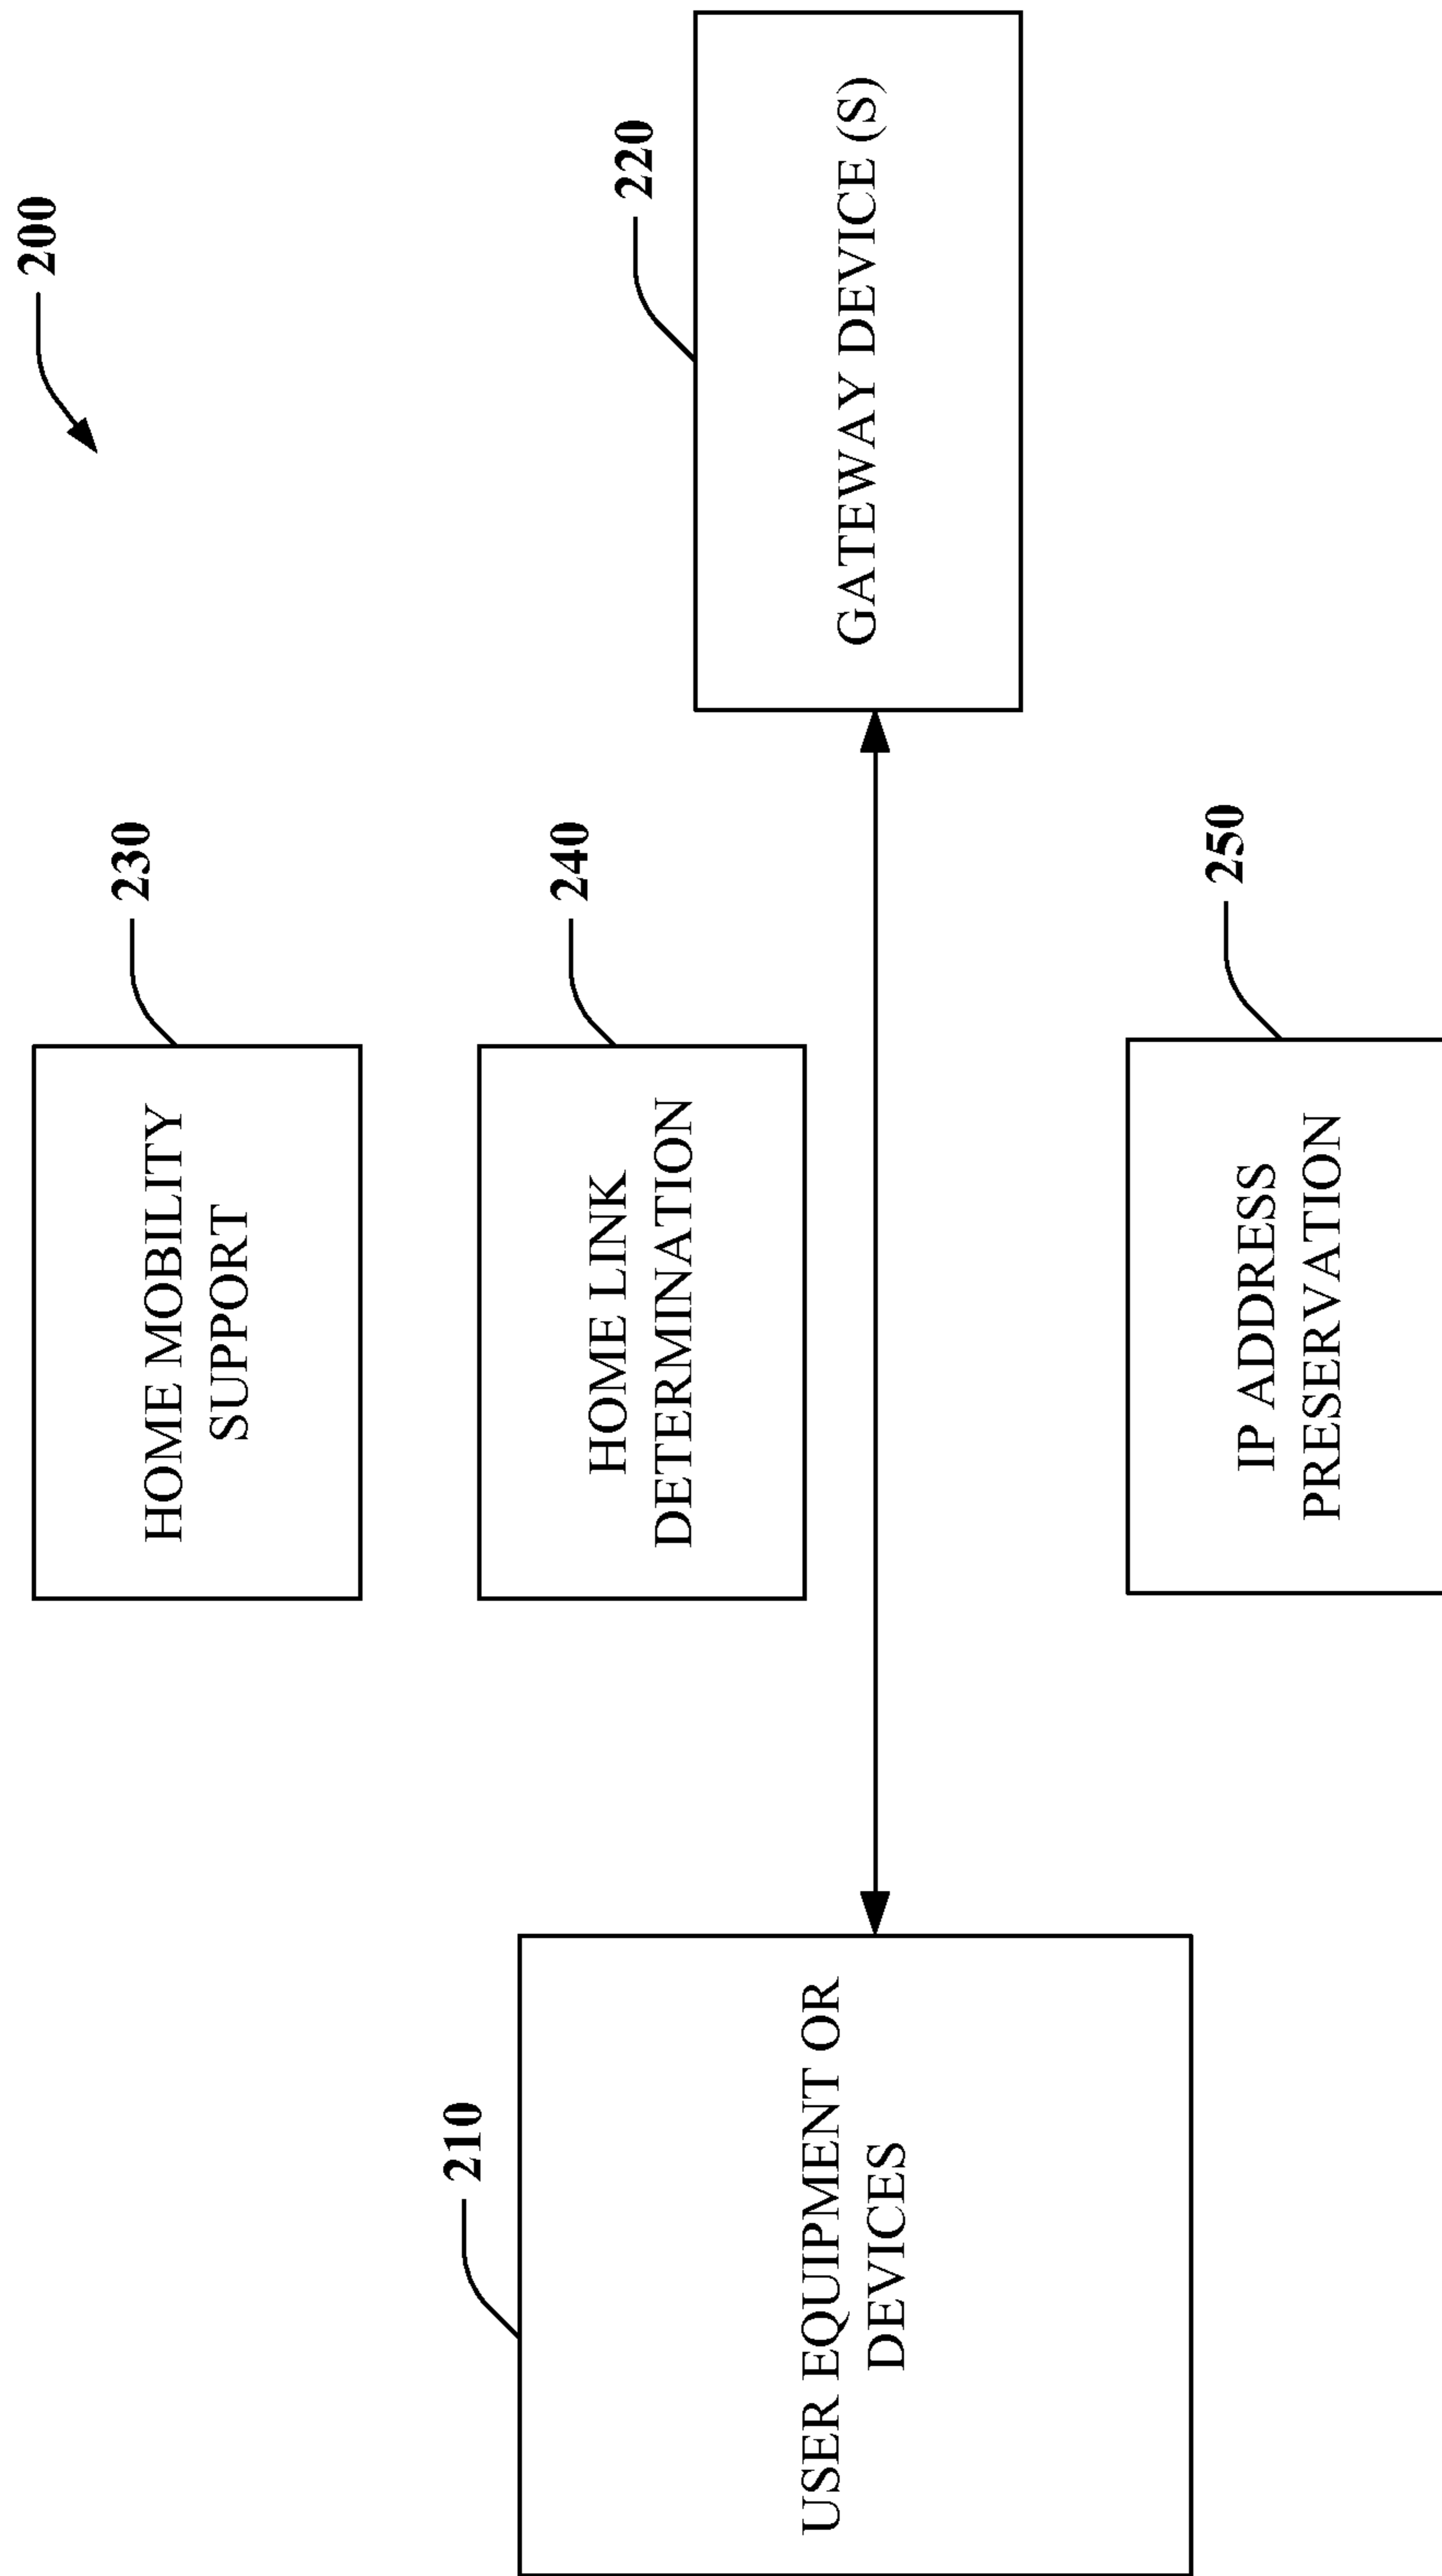 200
230
HOME MOBILITY
SUPPORT
240
HOME LINK
DETERMINATION
210
USER EQUIPMENT OR
DEVICES
220
GATEWAY DEVICE (S)
250
IP ADDRESS
PRESERVATION